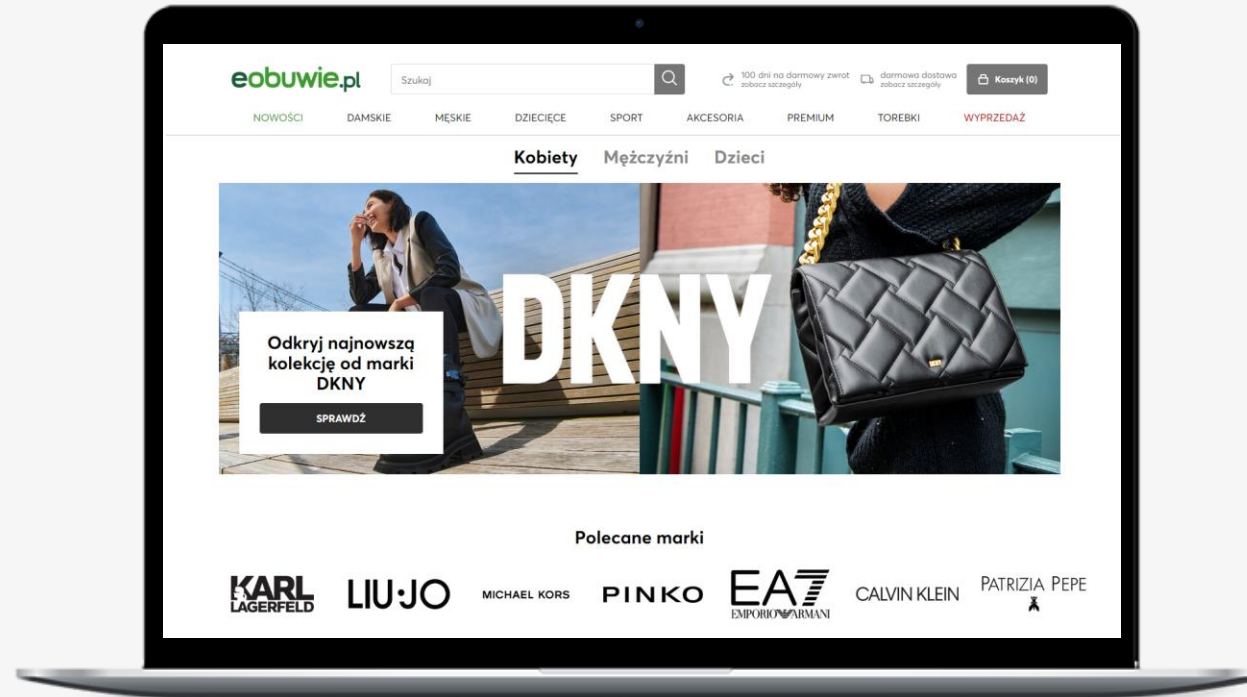 eobuwie.pl
Szukaj
100 dni na darmowy zwrot
zobacz szczegóły
darmowa dostawa
zobacz szczegóły
Koszyk (0)
NOWOŚCI DAMSKIE MĘSKIE DZIECIĘCE SPORT AKCESORIA PREMIUM TOREBKI WYPRZEDAŻ
Kobiety Mężczyźni Dzieci
DKNY
Odkryj najnowszą
kolekcję od marki
DKNY
SPRAWDŹ
Polecane marki
KARL
LAGERFELD
LIU·JO
MICHAEL KORS
PINKO
EA7
EMPORIO ARMANI
CALVIN KLEIN
PATRIZIA PEPE